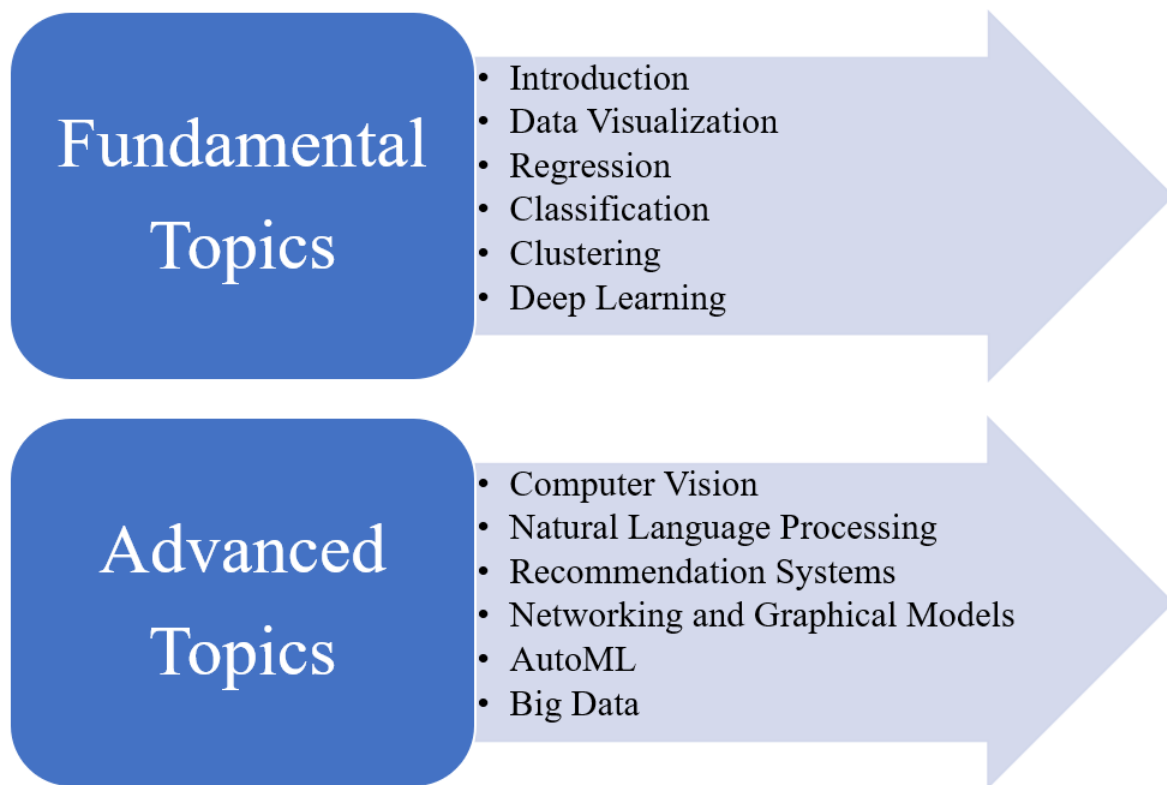 Fundamental
Topics
• Introduction
• Data Visualization
• Regression
• Classification
• Clustering
• Deep Learning
Advanced
Topics
• Computer Vision
• Natural Language Processing
• Recommendation Systems
• Networking and Graphical Models
• AutoML
• Big Data